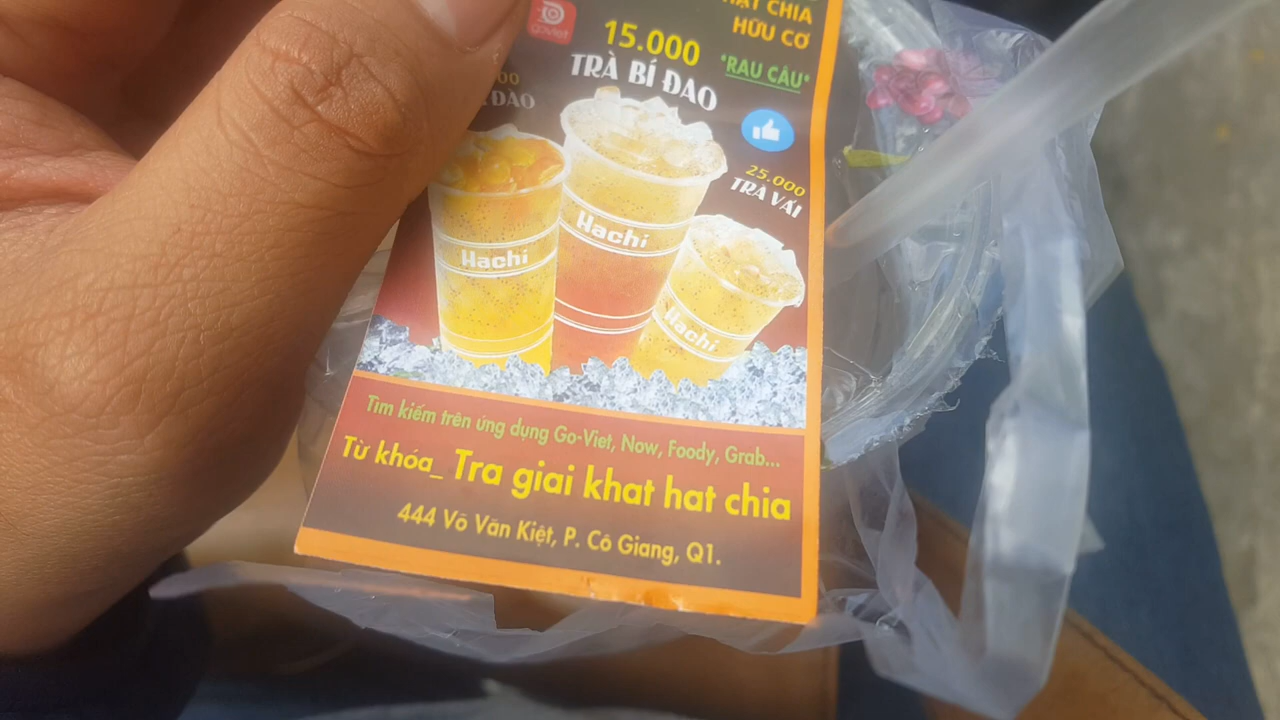 CHIA
HỮU CƠ
15.000
TRÀ BÍ ĐAO
"RAU CÂU"
ĐÀO
25.000
TRÀ VẢI
Hachi
Hachi
Hachi
Tìm kiếm trên ứng dụng Go-Viet, Now, Foody, Grab...
Từ khóa_ Tra giai khat hat chia
444 Võ Văn Kiệt, P. Cô Giang, Q1.